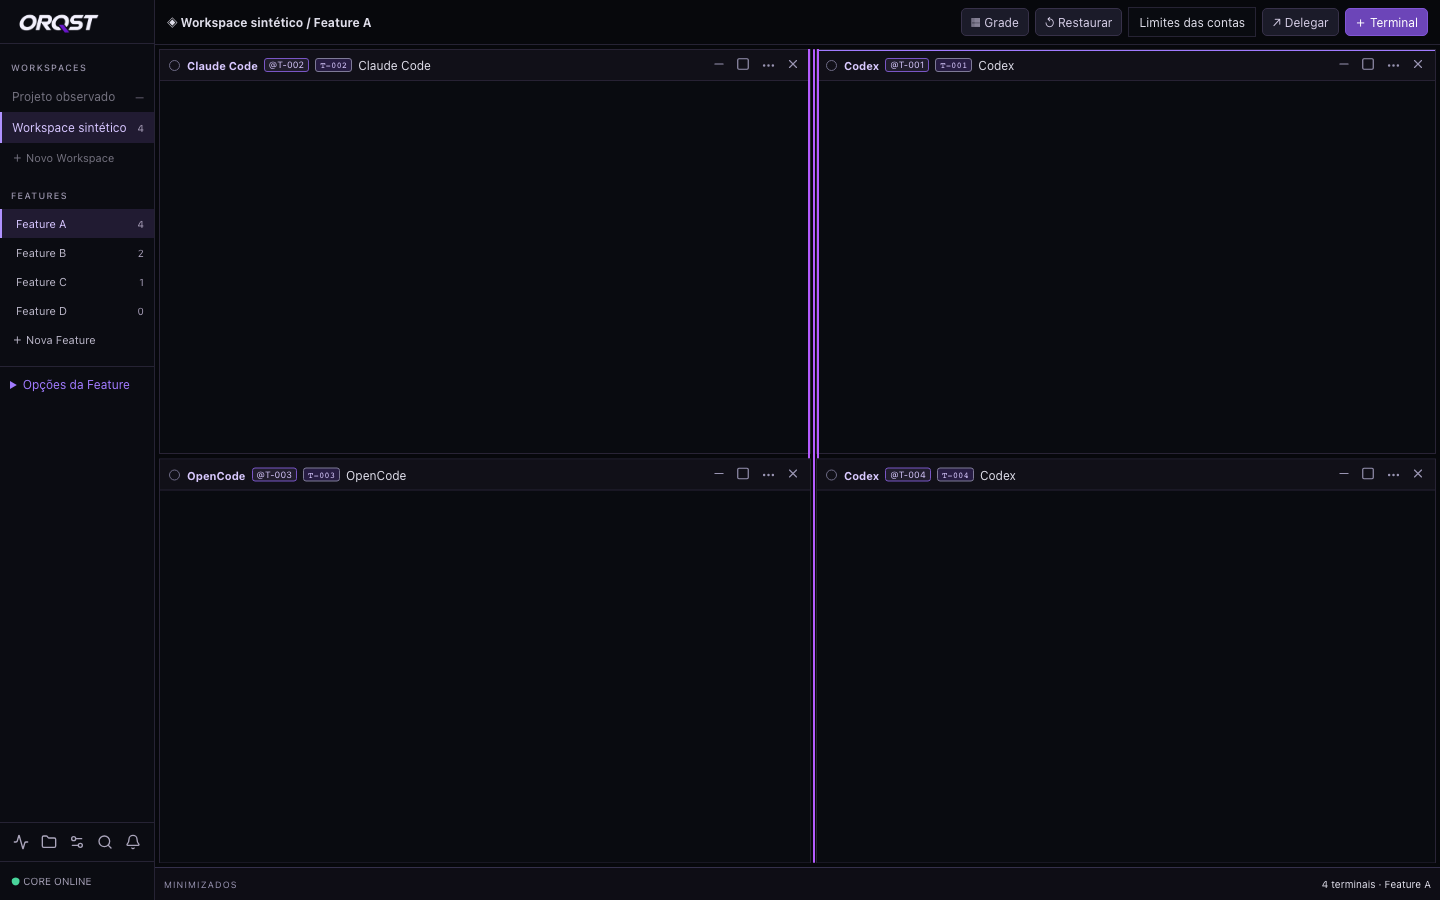 ORQST
◈ Workspace sintético / Feature A
▦ Grade
↺ Restaurar
Limites das contas
↗ Delegar
+ Terminal
WORKSPACES
Projeto observado —
Workspace sintético 4
+ Novo Workspace
FEATURES
Feature A 4
Feature B 2
Feature C 1
Feature D 0
+ Nova Feature
▶ Opções da Feature
Claude Code @T-002 T-002 Claude Code
Codex @T-001 T-001 Codex
OpenCode @T-003 T-003 OpenCode
Codex @T-004 T-004 Codex
CORE ONLINE
MINIMIZADOS
4 terminais · Feature A